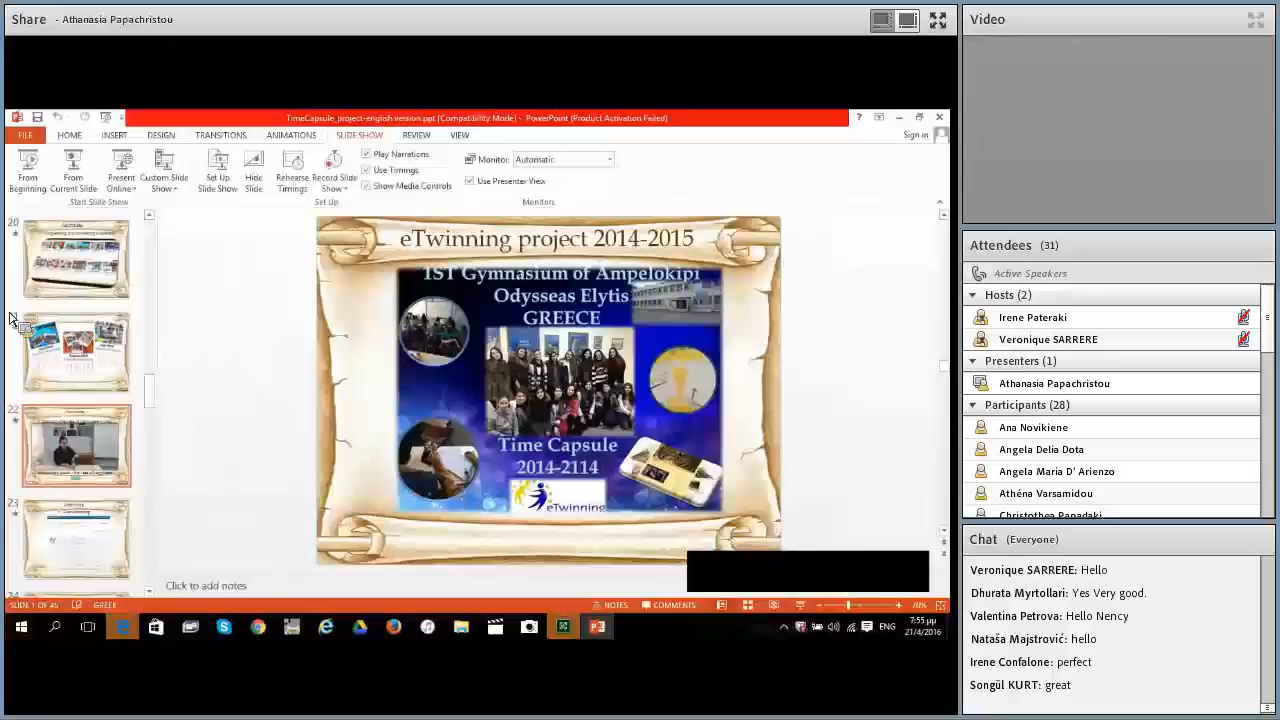 Share - Athanasia Papachristou
TimeCapsule_project-english version.ppt [Compatibility Mode] - PowerPoint (Product Activation Failed)
FILE HOME INSERT DESIGN TRANSITIONS ANIMATIONS SLIDE SHOW REVIEW VIEW Sign in
From Beginning
From Current Slide
Present Online
Custom Slide Show
Set Up Slide Show
Hide Slide
Rehearse Timings
Record Slide Show
Play Narrations
Use Timings
Show Media Controls
Monitor: Automatic
Use Presenter View
Start Slide Show
Set Up
Monitors
20
22
23
eTwinning project 2014-2015
1ST Gymnasium of Ampelokipi
Odysseas Elytis
GREECE
Time Capsule
2014-2114
eTwinning
Click to add notes
SLIDE 1 OF 45 GREEK NOTES COMMENTS 70%
ENG
7:55 μμ
21/4/2016
Video
Attendees (31)
Active Speakers
Hosts (2)
Irene Pateraki
Veronique SARRERE
Presenters (1)
Athanasia Papachristou
Participants (28)
Ana Novikiene
Angela Delia Dota
Angela Maria D' Arienzo
Athéna Varsamidou
Christothea Papadaki
Chat (Everyone)
Veronique SARRERE: Hello
Dhurata Myrtollari: Yes Very good.
Valentina Petrova: Hello Nency
Nataša Majstrović: hello
Irene Confalone: perfect
Songül KURT: great